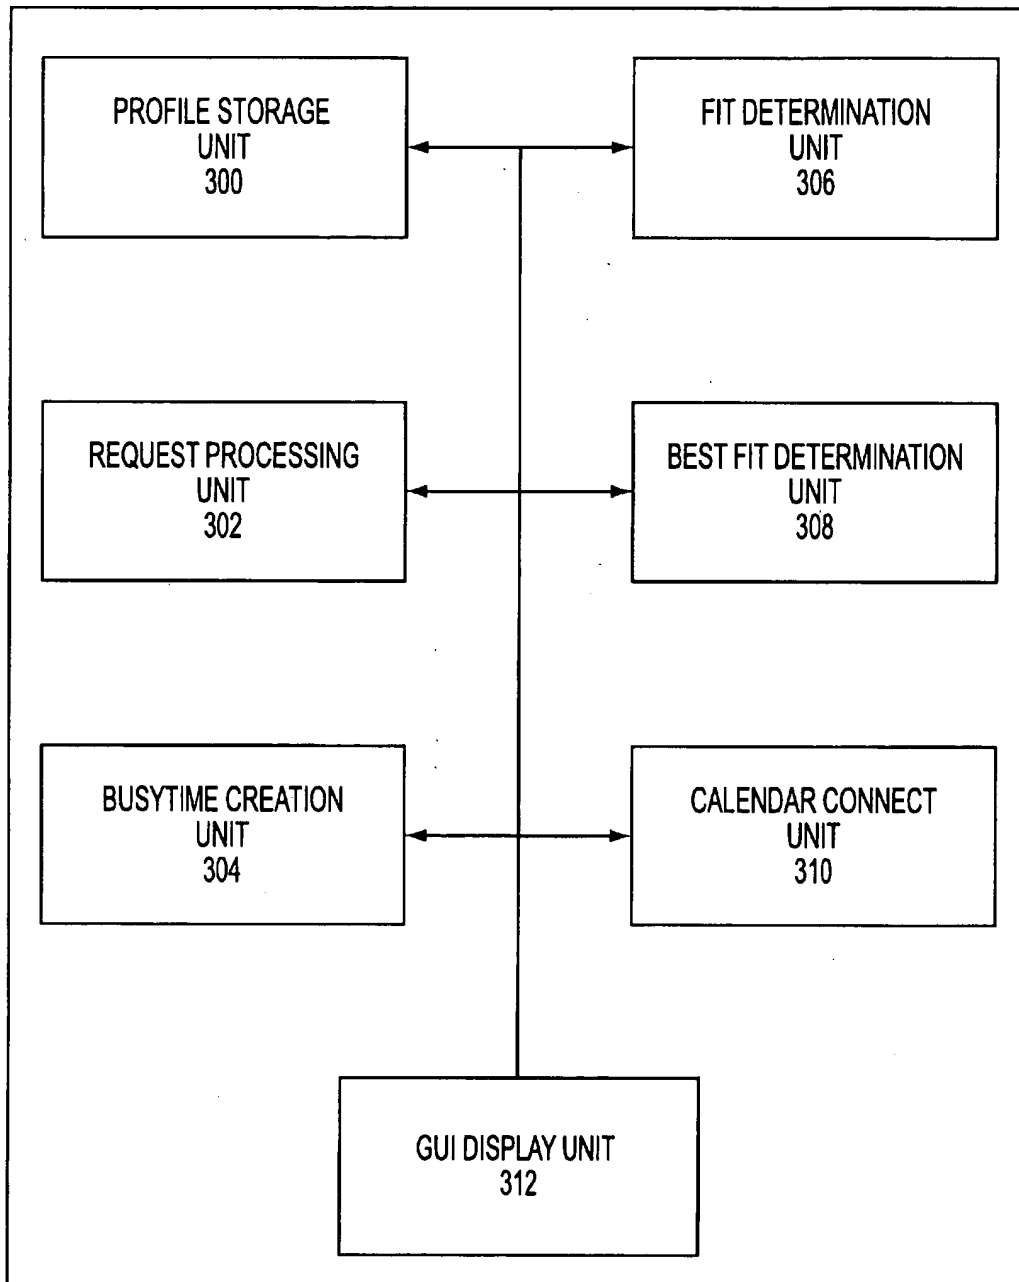 PROFILE STORAGE
UNIT
300
FIT DETERMINATION
UNIT
306
REQUEST PROCESSING
UNIT
302
BEST FIT DETERMINATION
UNIT
308
BUSYTIME CREATION
UNIT
304
CALENDAR CONNECT
UNIT
310
GUI DISPLAY UNIT
312